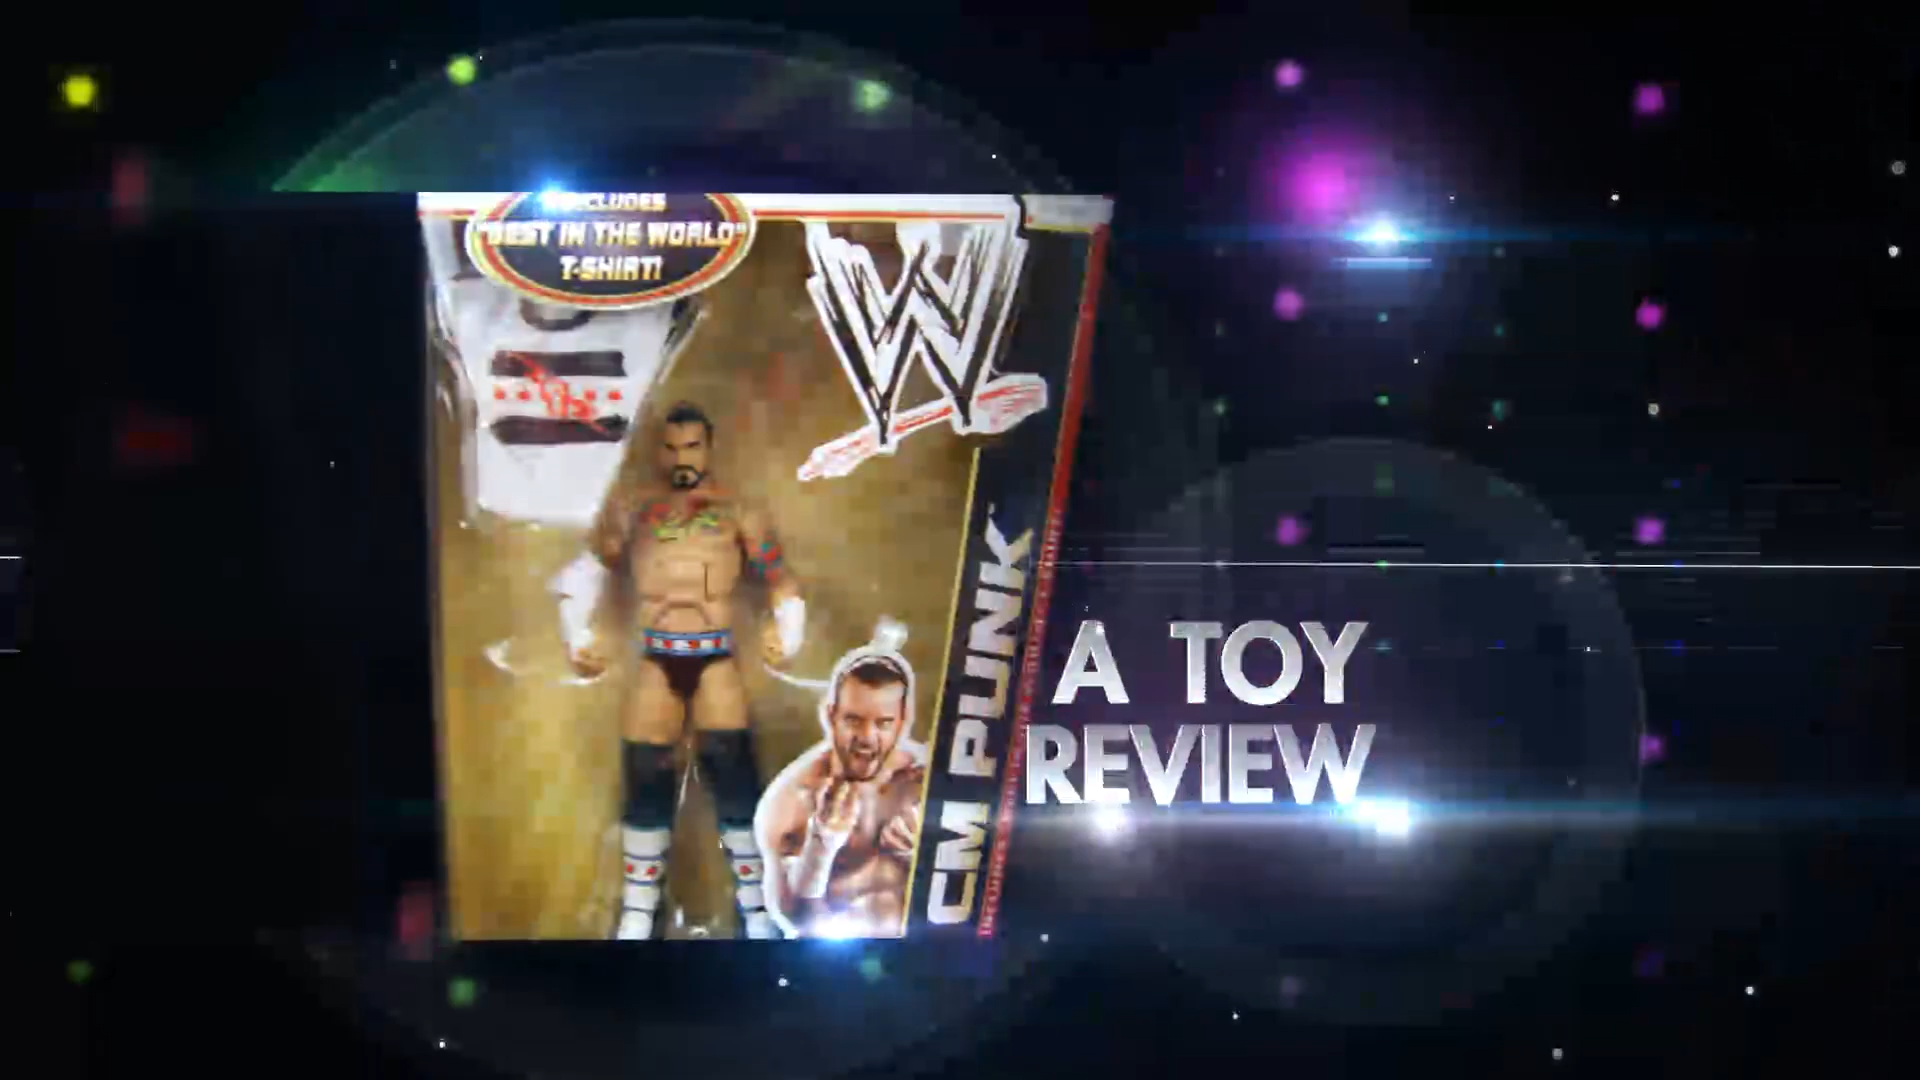 INCLUDES
"BEST IN THE WORLD"
T-SHIRT!
W
CM PUNK
A TOY
REVIEW